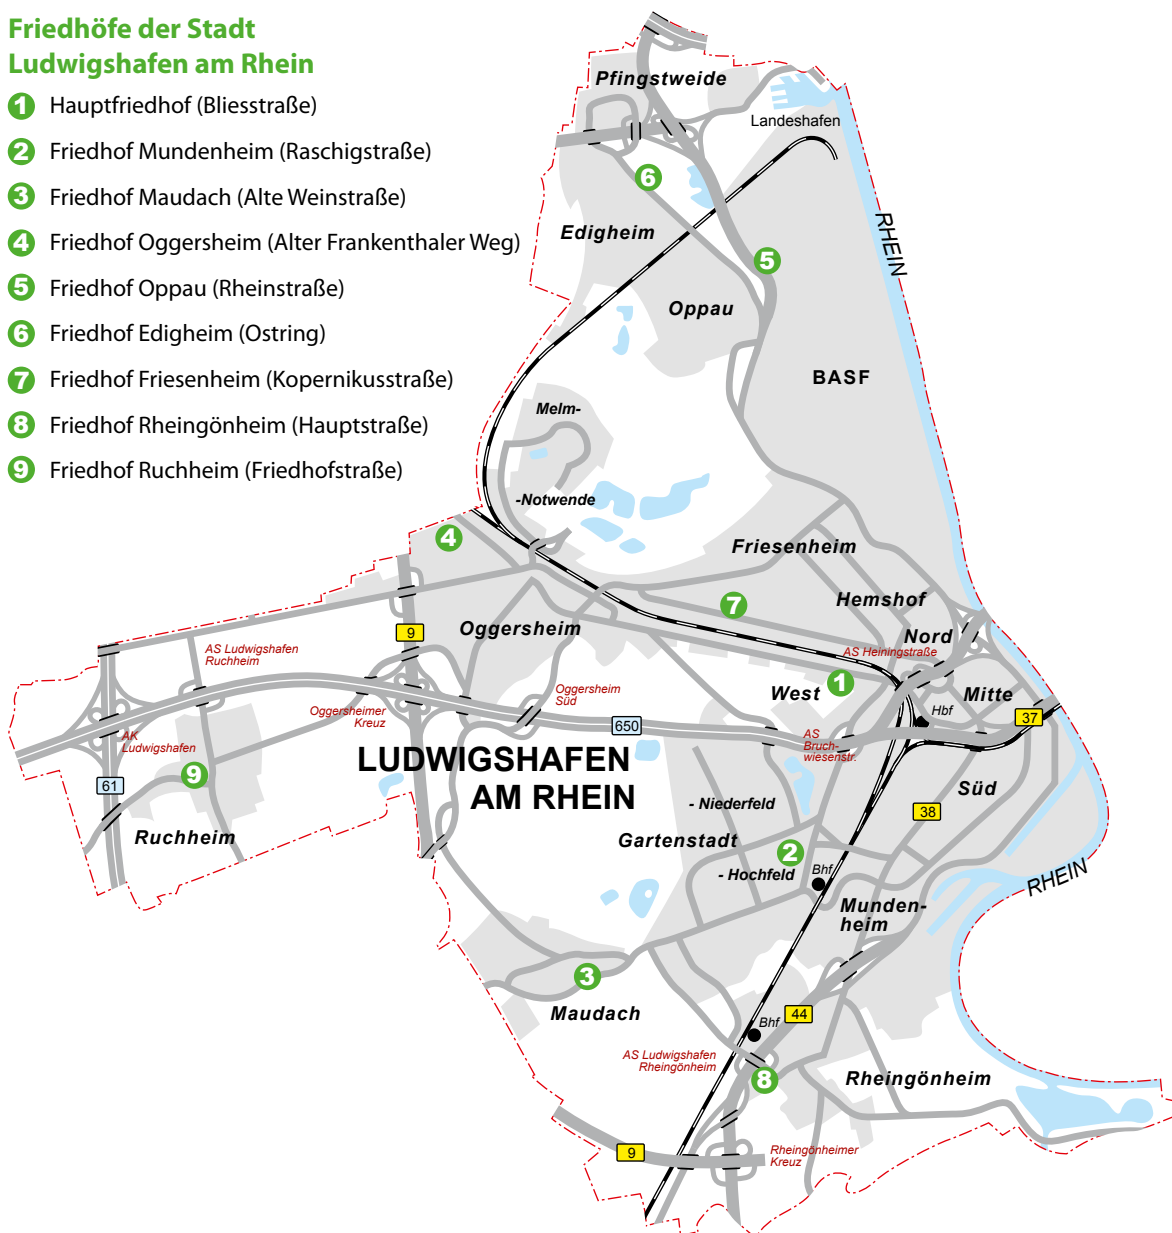 Friedhöfe der Stadt
Ludwigshafen am Rhein
1 Hauptfriedhof (Bliesstraße)
2 Friedhof Mundenheim (Raschigstraße)
3 Friedhof Maudach (Alte Weinstraße)
4 Friedhof Oggersheim (Alter Frankenthaler Weg)
5 Friedhof Oppau (Rheinstraße)
6 Friedhof Edigheim (Ostring)
7 Friedhof Friesenheim (Kopernikusstraße)
8 Friedhof Rheingönheim (Hauptstraße)
9 Friedhof Ruchheim (Friedhofstraße)
Pfingstweide
Landeshafen
6
RHEIN
Edigheim
5
Oppau
BASF
Melm-
-Notwende
4
Friesenheim
7
Hemshof
9
Oggersheim
Nord
AS Ludwigshafen
Ruchheim
AS Heiningstraße
1
West
Mitte
Oggersheim
Süd
Oggersheimer
Kreuz
Hbf
37
650
AS
Bruch-
wiesenstr.
AK
Ludwigshafen
LUDWIGSHAFEN
AM RHEIN
9
61
Süd
- Niederfeld
38
Ruchheim
Gartenstadt
2
- Hochfeld
Bhf
RHEIN
Munden-
heim
3
Maudach
44
Bhf
AS Ludwigshafen
Rheingönheim
8
Rheingönheim
9
Rheingönheimer
Kreuz